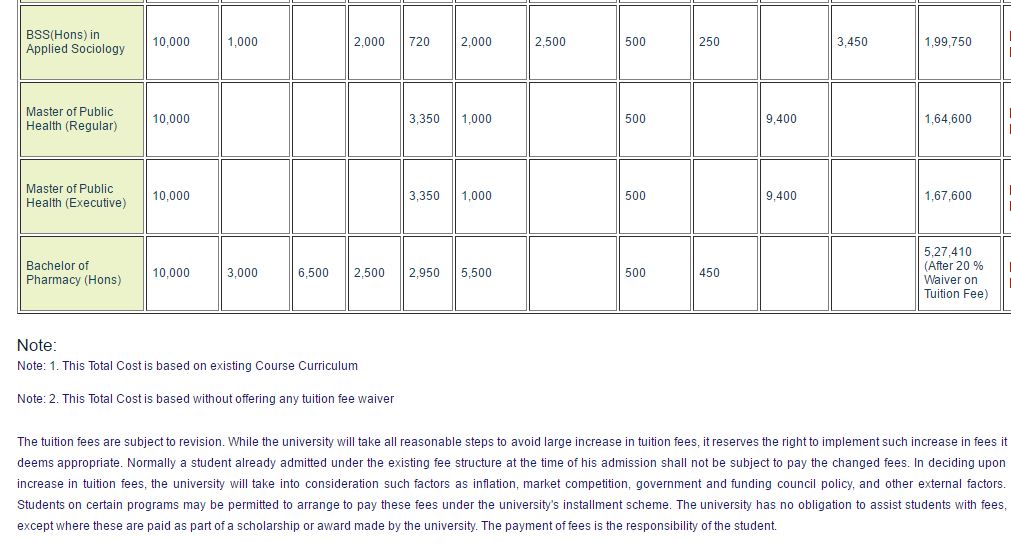 BSS(Hons) in
Applied Sociology 10,000 1,000 2,000 720 2,000 2,500 500 250 3,450 1,99,750
Master of Public
Health (Regular) 10,000 3,350 1,000 500 9,400 1,64,600
Master of Public
Health (Executive) 10,000 3,350 1,000 500 9,400 1,67,600
Bachelor of
Pharmacy (Hons) 10,000 3,000 6,500 2,500 2,950 5,500 500 450 5,27,410
(After 20 %
Waiver on
Tuition Fee)
Note:
Note: 1. This Total Cost is based on existing Course Curriculum
Note: 2. This Total Cost is based without offering any tuition fee waiver
The tuition fees are subject to revision. While the university will take all reasonable steps to avoid large increase in tuition fees, it reserves the right to implement such increase in fees it
deems appropriate. Normally a student already admitted under the existing fee structure at the time of his admission shall not be subject to pay the changed fees. In deciding upon
increase in tuition fees, the university will take into consideration such factors as inflation, market competition, government and funding council policy, and other external factors.
Students on certain programs may be permitted to arrange to pay these fees under the university's installment scheme. The university has no obligation to assist students with fees,
except where these are paid as part of a scholarship or award made by the university. The payment of fees is the responsibility of the student.